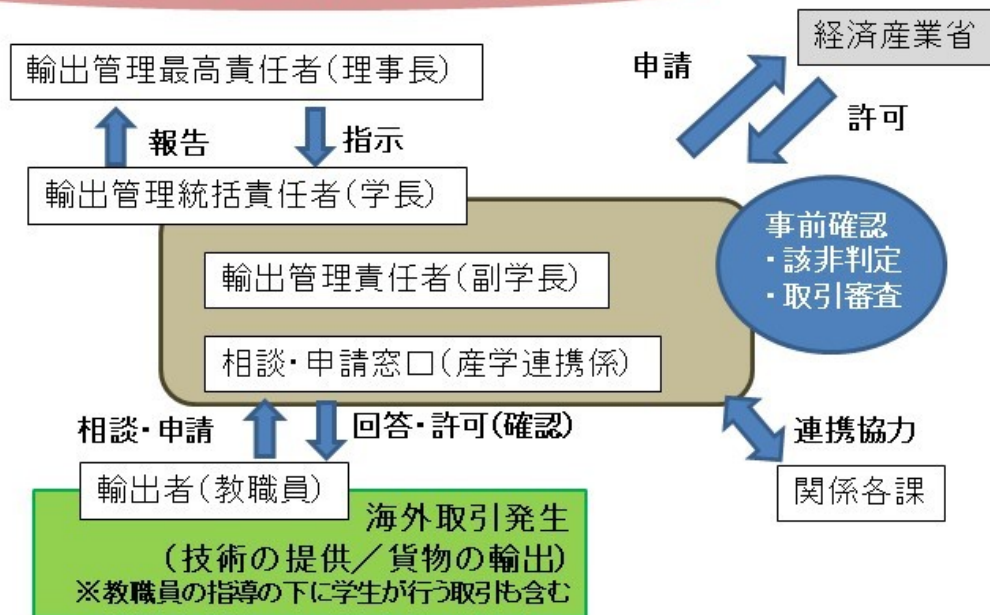 経済産業省
輸出管理最高責任者(理事長)
申請
許可
報告
指示
輸出管理統括責任者(学長)
事前確認
・該非判定
・取引審査
輸出管理責任者(副学長)
相談・申請窓口(産学連携係)
相談・申請
回答・許可(確認)
連携協力
輸出者(教職員)
関係各課
海外取引発生
(技術の提供/貨物の輸出)
※教職員の指導の下に学生が行う取引も含む